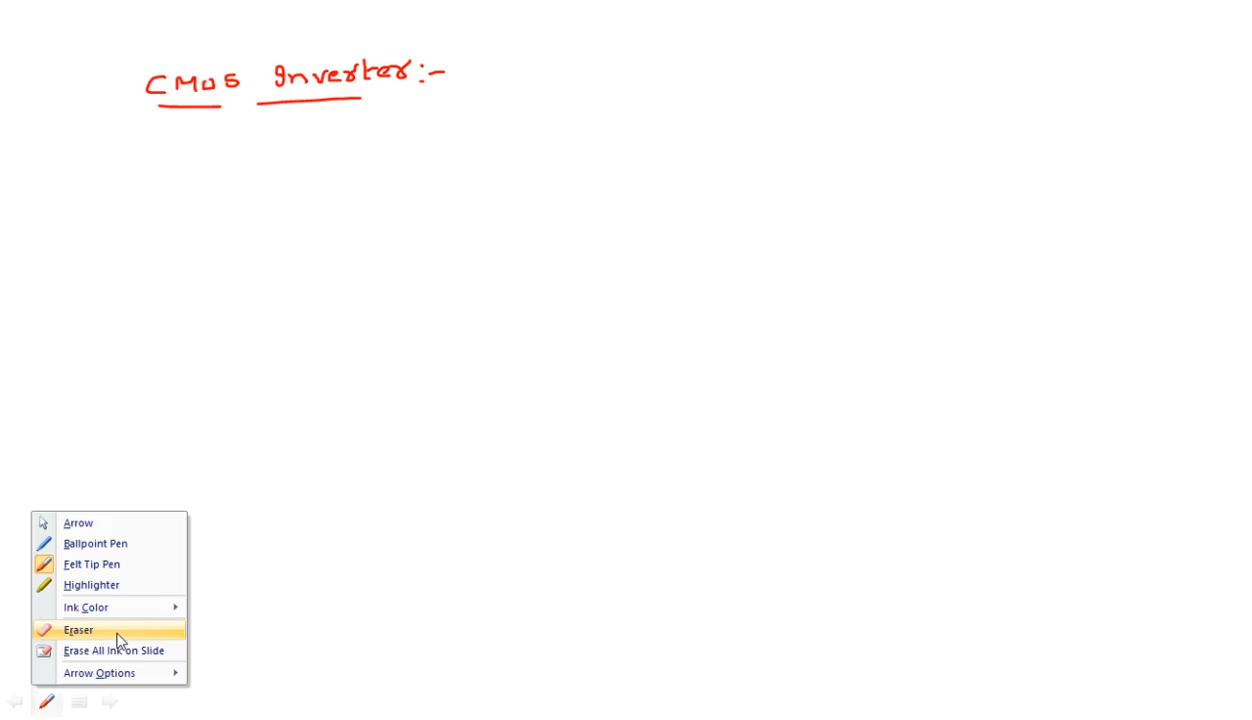 CMOS Inverter:-
Arrow
Ballpoint Pen
Felt Tip Pen
Highlighter
Ink Color
Eraser
Erase All Ink on Slide
Arrow Options